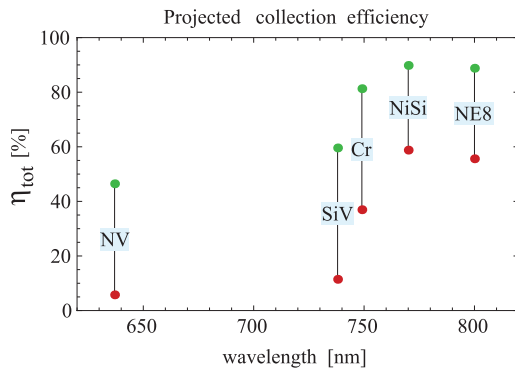 Projected collection efficiency
100
80
60
40
20
0
ηtot [%]
NV
SiV
Cr
NiSi
NE8
650
700
750
800
wavelength [nm]